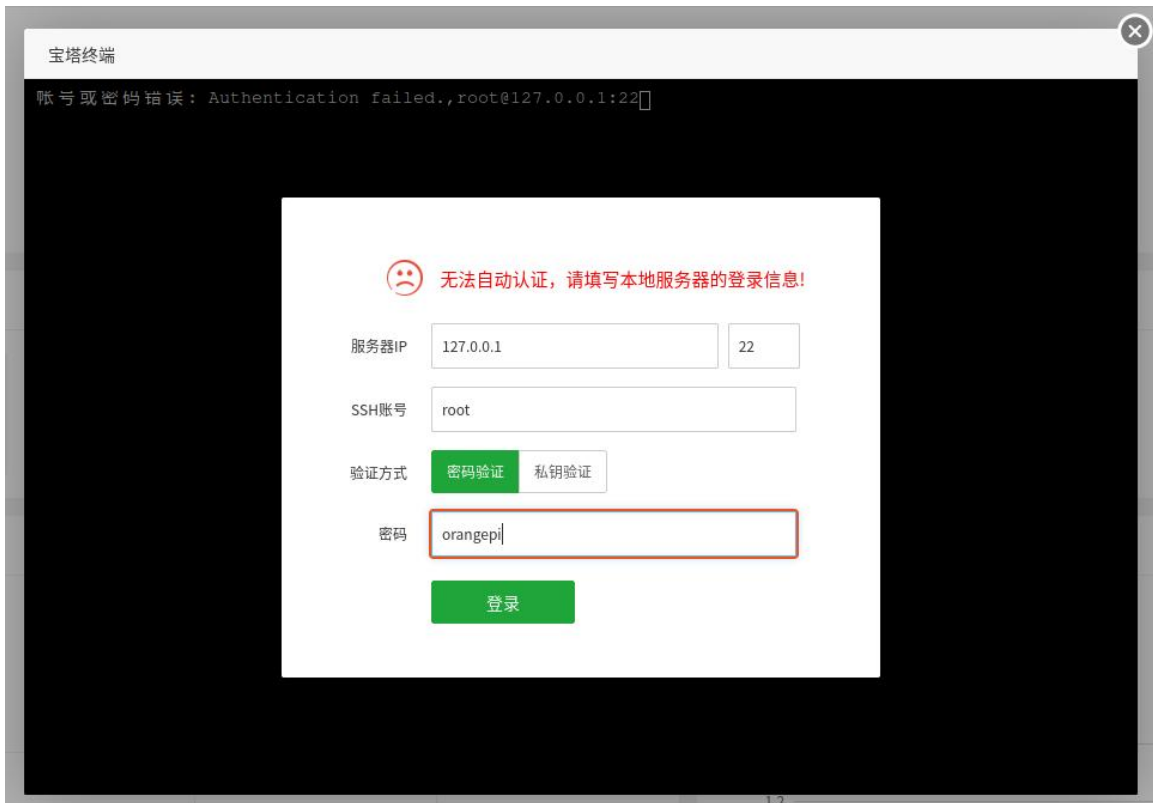 宝塔终端
账号或密码错误: Authentication failed.,root@127.0.0.1:22
无法自动认证，请填写本地服务器的登录信息!
服务器IP 127.0.0.1 22
SSH账号 root
验证方式 密码验证 私钥验证
密码 orangepi
登录
1.2